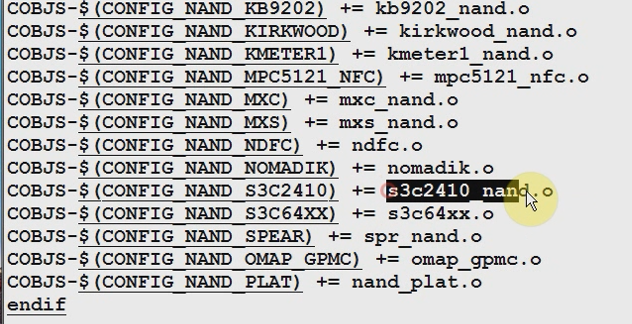 COBJS-$(CONFIG_NAND_KB9202) += kb9202_nand.o
COBJS-$(CONFIG_NAND_KIRKWOOD) += kirkwood_nand.o
COBJS-$(CONFIG_NAND_KMETER1) += kmeter1_nand.o
COBJS-$(CONFIG_NAND_MPC5121_NFC) += mpc5121_nfc.o
COBJS-$(CONFIG_NAND_MXC) += mxc_nand.o
COBJS-$(CONFIG_NAND_MXS) += mxs_nand.o
COBJS-$(CONFIG_NAND_NDFC) += ndfc.o
COBJS-$(CONFIG_NAND_NOMADIK) += nomadik.o
COBJS-$(CONFIG_NAND_S3C2410) += s3c2410_nand.o
COBJS-$(CONFIG_NAND_S3C64XX) += s3c64xx.o
COBJS-$(CONFIG_NAND_SPEAR) += spr_nand.o
COBJS-$(CONFIG_NAND_OMAP_GPMC) += omap_gpmc.o
COBJS-$(CONFIG_NAND_PLAT) += nand_plat.o
endif